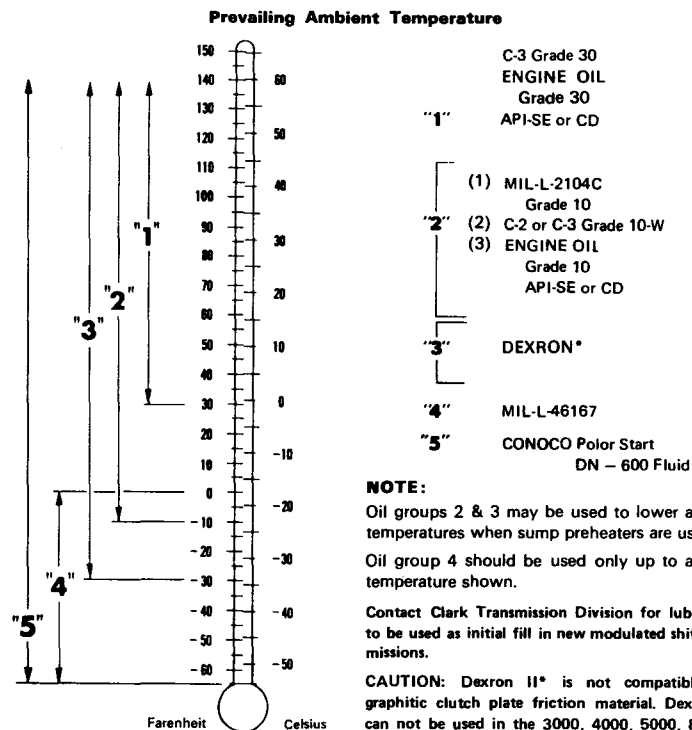 Prevailing Ambient Temperature
150
140
130
120
110
100
90
80
70
60
50
40
30
20
10
0
-10
-20
-30
-40
-50
-60
60
50
40
30
20
10
0
-10
-20
-30
-40
-50
"1"
"2"
"3"
"4"
"5"
Farenheit
Celsius
C-3 Grade 30
ENGINE OIL
Grade 30
"1" API-SE or CD
(1) MIL-L-2104C
Grade 10
"2" (2) C-2 or C-3 Grade 10-W
(3) ENGINE OIL
Grade 10
API-SE or CD
"3" DEXRON*
"4" MIL-L-46167
"5" CONOCO Polor Start
DN – 600 Fluid
NOTE:
Oil groups 2 & 3 may be used to lower a
temperatures when sump preheaters are us
Oil group 4 should be used only up to a
temperature shown.
Contact Clark Transmission Division for lub
to be used as initial fill in new modulated shif
missions.
CAUTION: Dexron II* is not compatibl
graphitic clutch plate friction material. Dex
can not be used in the 3000, 4000, 5000, 8